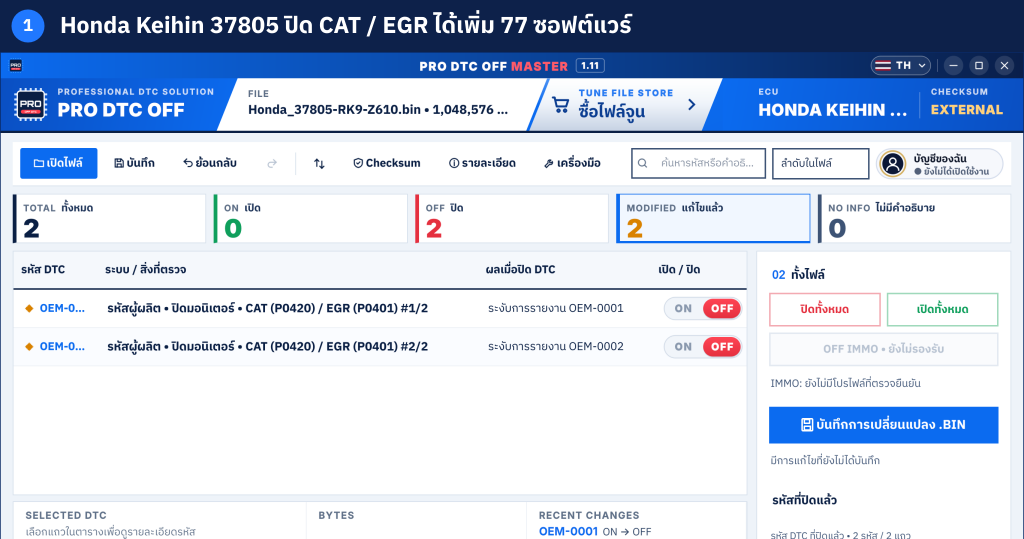 1 Honda Keihin 37805 ปิด CAT / EGR ได้เพิ่ม 77 ซอฟต์แวร์
PRO DTC OFF MASTER 1.11
TH
PRO
PROFESSIONAL DTC SOLUTION
PRO DTC OFF
FILE
Honda_37805-RK9-Z610.bin • 1,048,576 ...
TUNE FILE STORE
ซื้อไฟล์จูน
ECU
HONDA KEIHIN ...
CHECKSUM
EXTERNAL
เปิดไฟล์
บันทึก
ย้อนกลับ
Checksum
รายละเอียด
เครื่องมือ
ค้นหารหัสหรือคำอธิ...
ลำดับในไฟล์
บัญชีของฉัน
ยังไม่ได้เปิดใช้งาน
TOTAL ทั้งหมด
2
ON เปิด
0
OFF ปิด
2
MODIFIED แก้ไขแล้ว
2
NO INFO ไม่มีคำอธิบาย
0
รหัส DTC
ระบบ / สิ่งที่ตรวจ
ผลเมื่อปิด DTC
เปิด / ปิด
OEM-0... รหัสผู้ผลิต • ปิดมอนิเตอร์ • CAT (P0420) / EGR (P0401) #1/2 ระงับการรายงาน OEM-0001 ON OFF
OEM-0... รหัสผู้ผลิต • ปิดมอนิเตอร์ • CAT (P0420) / EGR (P0401) #2/2 ระงับการรายงาน OEM-0002 ON OFF
02 ทั้งไฟล์
ปิดทั้งหมด
เปิดทั้งหมด
OFF IMMO • ยังไม่รองรับ
IMMO: ยังไม่มีโปรไฟล์ที่ตรวจยืนยัน
บันทึกการเปลี่ยนแปลง .BIN
มีการแก้ไขที่ยังไม่ได้บันทึก
รหัสที่ปิดแล้ว
รหัส DTC ที่ปิดแล้ว • 2 รหัส / 2 แถว
SELECTED DTC
เลือกแถวในตารางเพื่อดูรายละเอียดรหัส
BYTES
RECENT CHANGES
OEM-0001 ON → OFF